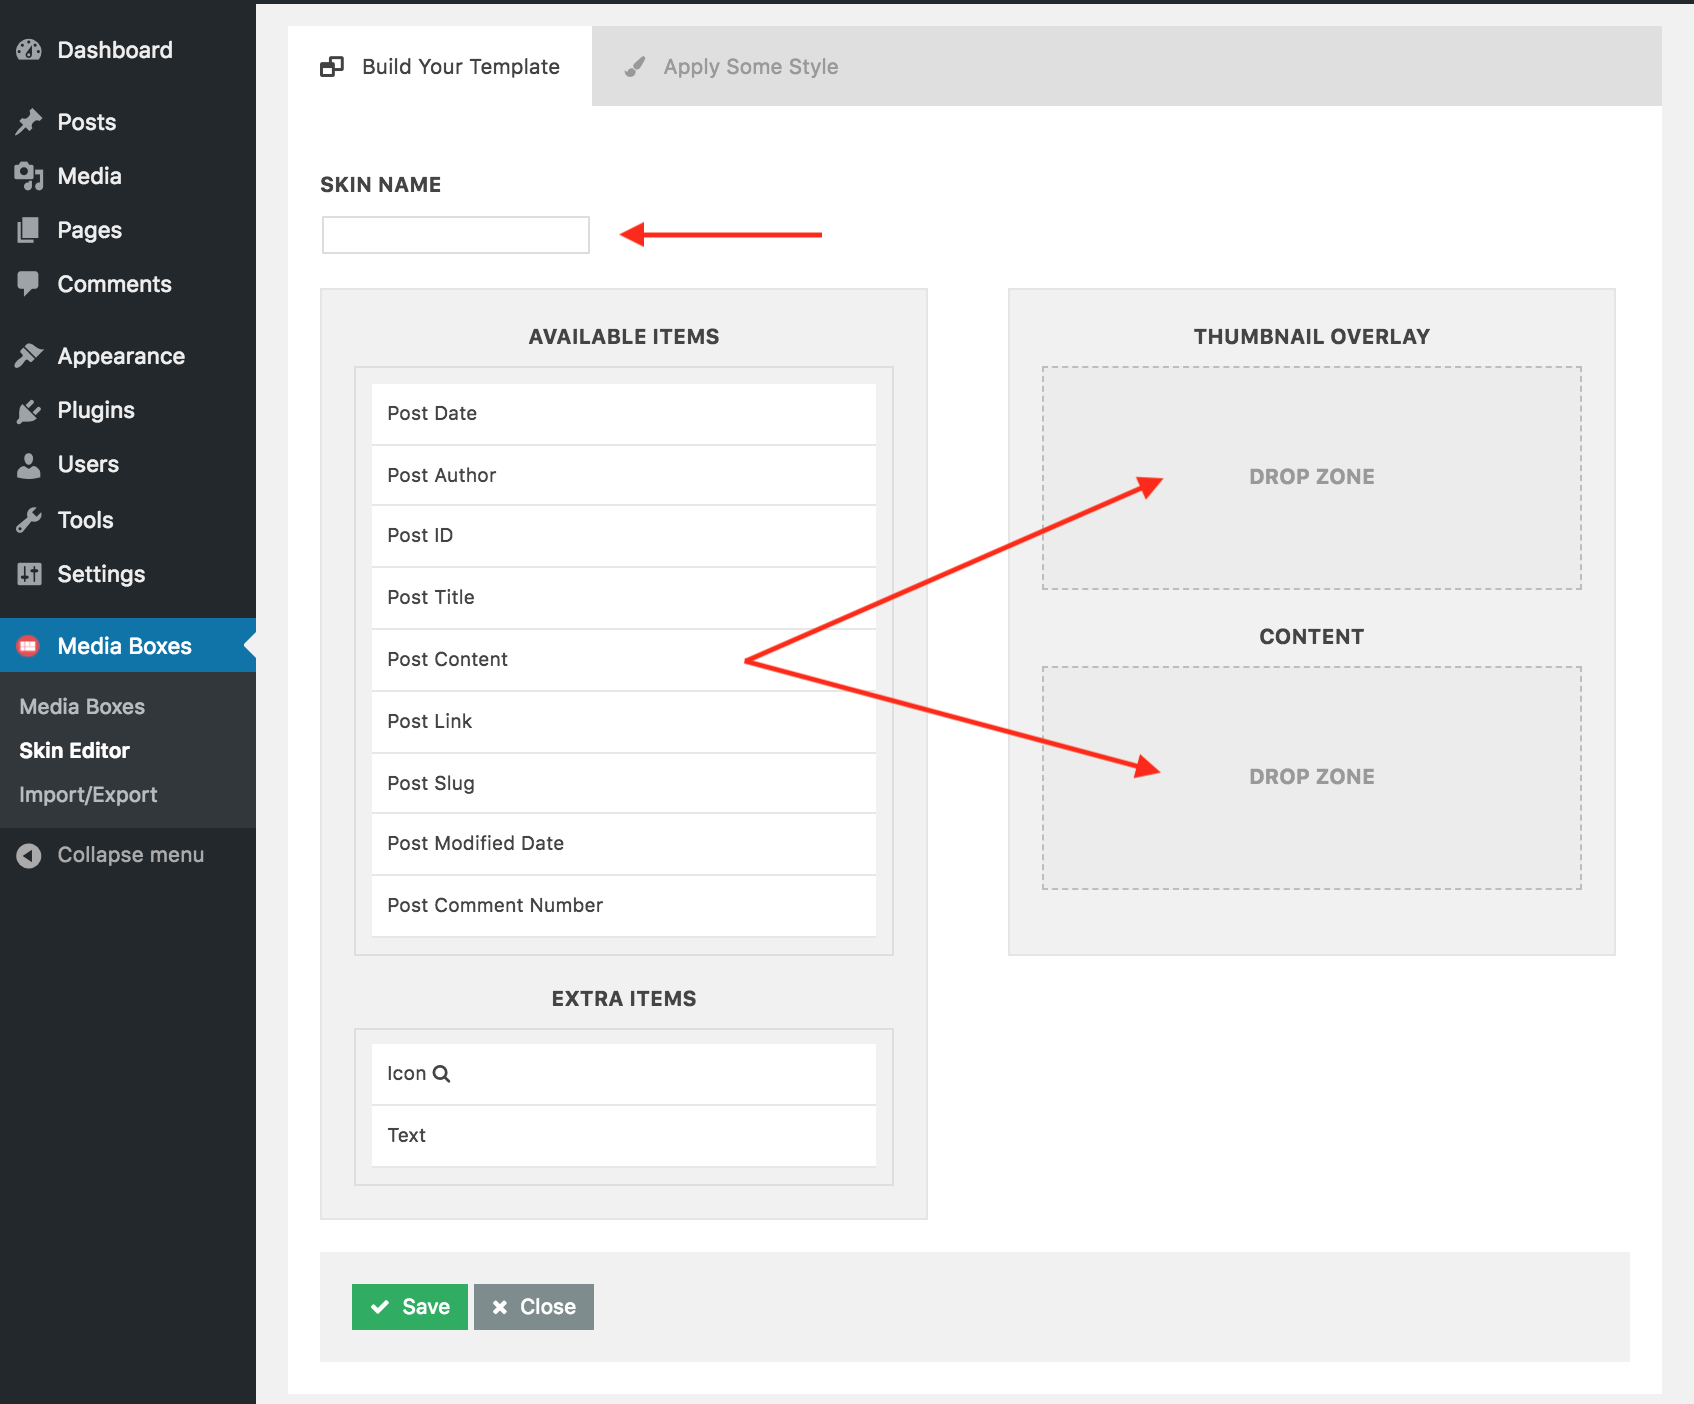 Dashboard
Posts
Media
Pages
Comments
Appearance
Plugins
Users
Tools
Settings
Media Boxes
Media Boxes
Skin Editor
Import/Export
Collapse menu
Build Your Template
Apply Some Style
SKIN NAME
AVAILABLE ITEMS
Post Date
Post Author
Post ID
Post Title
Post Content
Post Link
Post Slug
Post Modified Date
Post Comment Number
EXTRA ITEMS
Icon
Text
THUMBNAIL OVERLAY
DROP ZONE
CONTENT
DROP ZONE
Save
Close